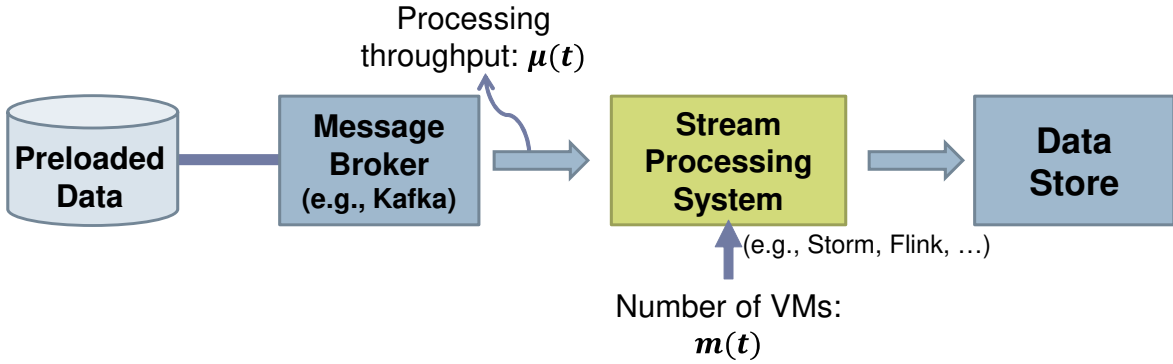 Processing
throughput: μ(t)
Preloaded
Data
Message
Broker
(e.g., Kafka)
Stream
Processing
System
Data
Store
(e.g., Storm, Flink, …)
Number of VMs:
m(t)